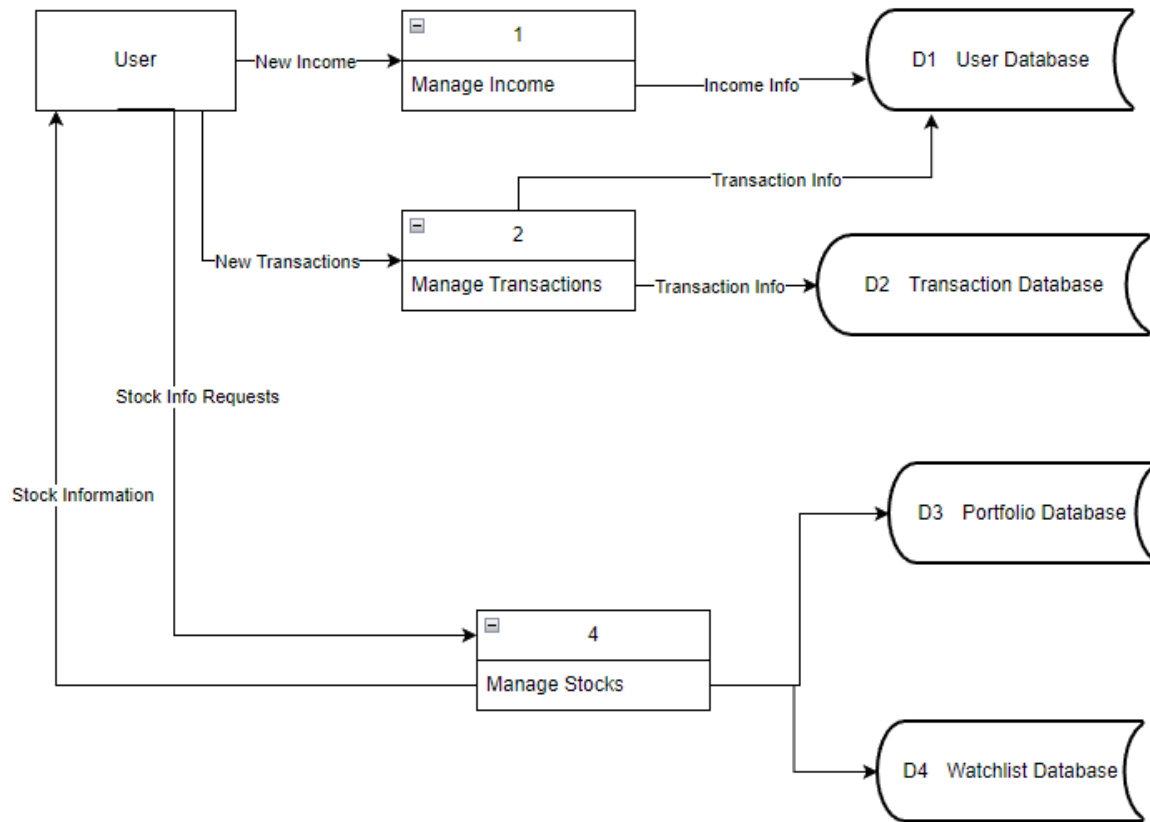 User
New Income
1
Manage Income
Income Info
D1 User Database
Transaction Info
New Transactions
2
Manage Transactions
Transaction Info
D2 Transaction Database
Stock Info Requests
Stock Information
D3 Portfolio Database
4
Manage Stocks
D4 Watchlist Database